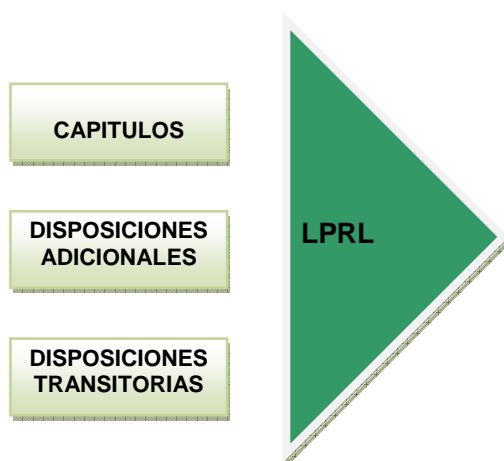 CAPITULOS
DISPOSICIONES
ADICIONALES
LPRL
DISPOSICIONES
TRANSITORIAS